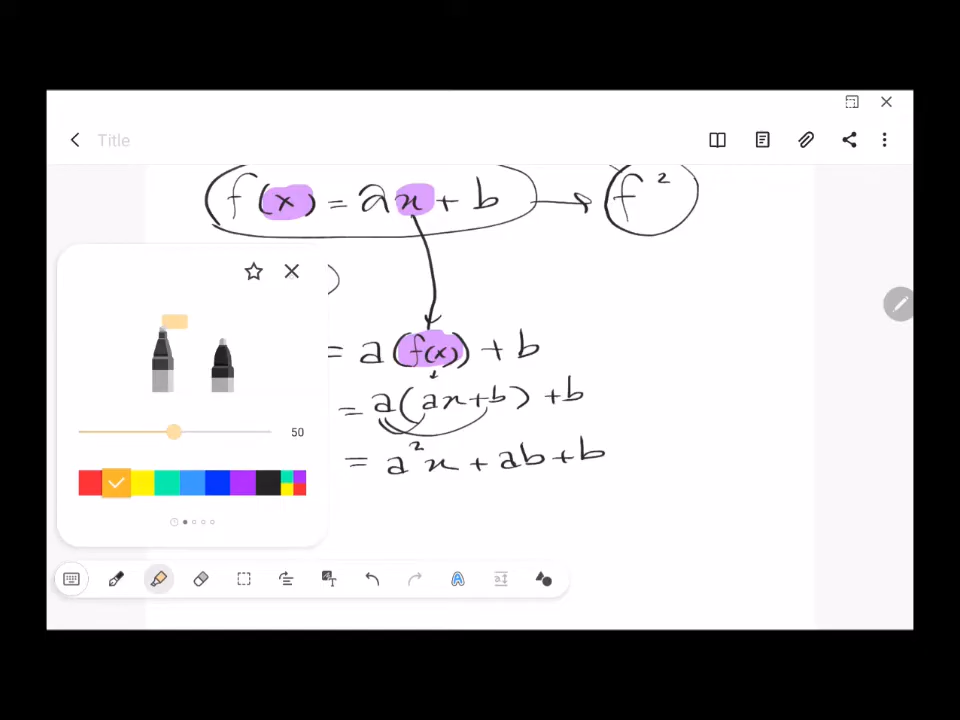 Title
f(x) = ax + b → f²
)
= a(f(x)) + b
= a(ax+b) + b
= a²x + ab + b
50